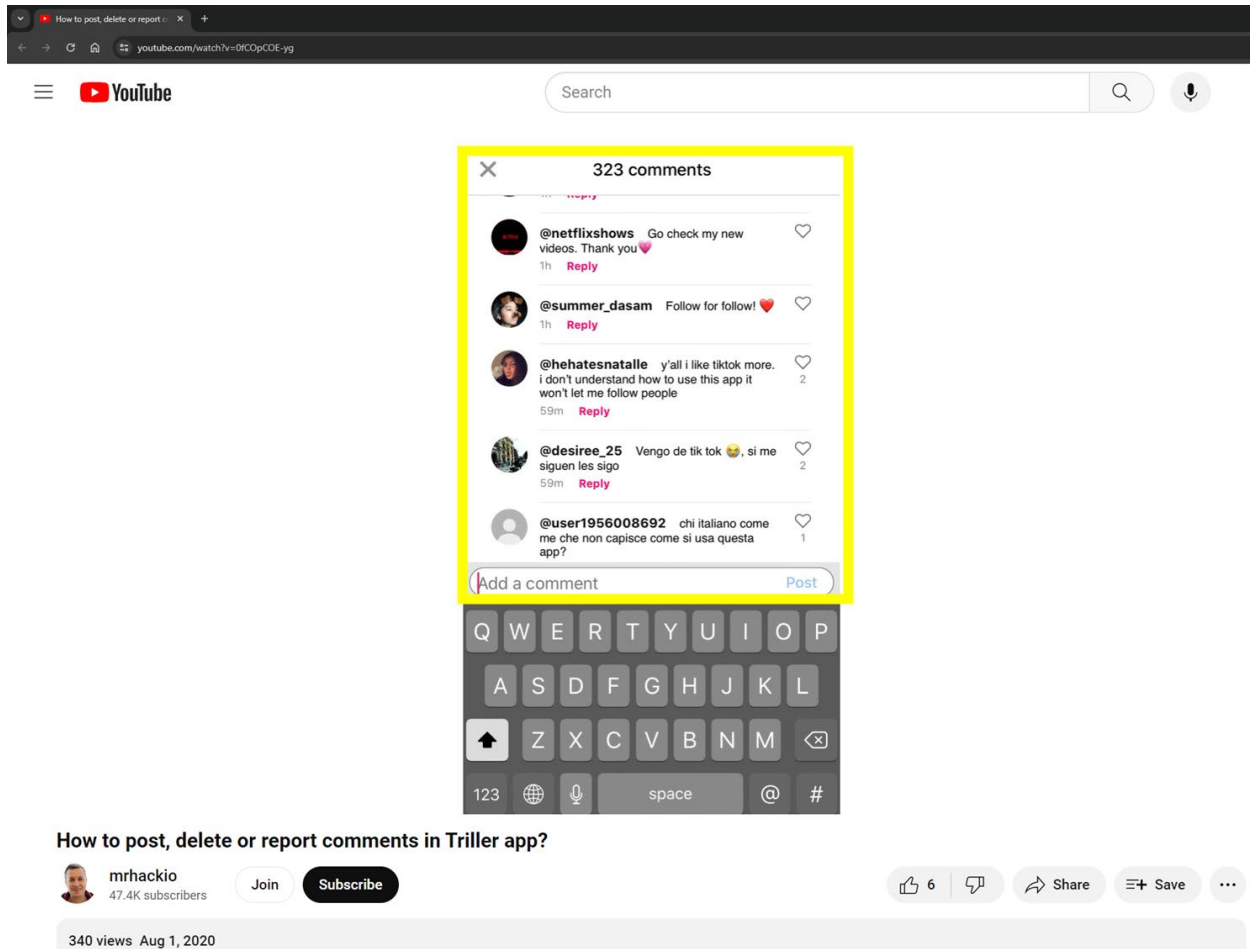 How to post, delete or report c
youtube.com/watch?v=0fCOpCOE-yg
YouTube
Search
323 comments
Reply
@netflixshows Go check my new
videos. Thank you💗
1h Reply
@summer_dasam Follow for follow! ❤️
1h Reply
@hehatesnatalle y'all i like tiktok more.
i don't understand how to use this app it
won't let me follow people
2
59m Reply
@desiree_25 Vengo de tik tok 😭, si me
siguen les sigo
2
59m Reply
@user1956008692 chi italiano come
me che non capisce come si usa questa
app?
1
Add a comment Post
Q W E R T Y U I O P
A S D F G H J K L
Z X C V B N M
123 space @ #
How to post, delete or report comments in Triller app?
mrhackio
47.4K subscribers
Join Subscribe
6 Share Save
340 views Aug 1, 2020